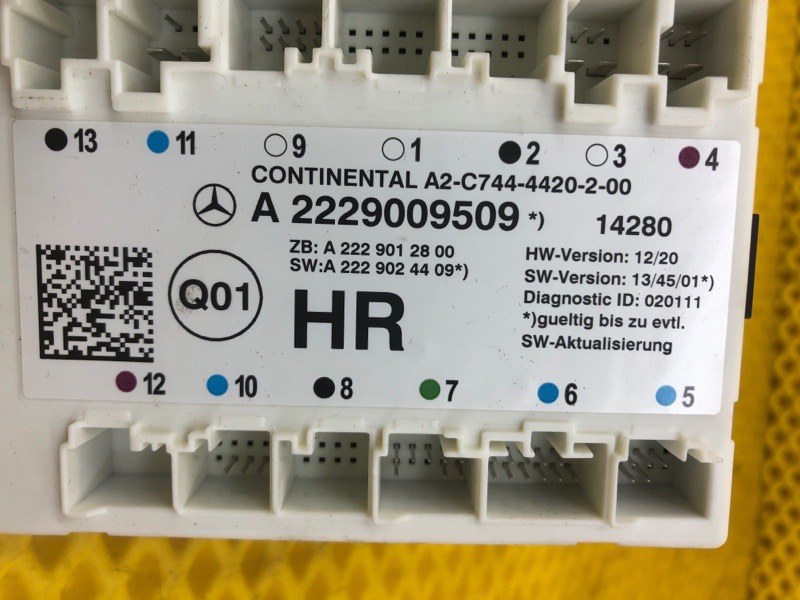 13 11 9 1 2 3 4
CONTINENTAL A2-C744-4420-2-00
A 2229009509 *) 14280
ZB: A 222 901 28 00
SW:A 222 902 44 09*)
HW-Version: 12/20
SW-Version: 13/45/01*)
Diagnostic ID: 020111
*)gueltig bis zu evtl.
SW-Aktualisierung
Q01
HR
12 10 8 7 6 5